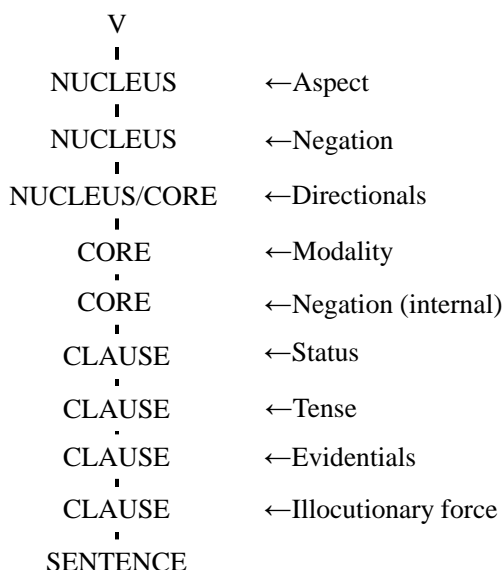 V
NUCLEUS ←Aspect
NUCLEUS ←Negation
NUCLEUS/CORE ←Directionals
CORE ←Modality
CORE ←Negation (internal)
CLAUSE ←Status
CLAUSE ←Tense
CLAUSE ←Evidentials
CLAUSE ←Illocutionary force
SENTENCE